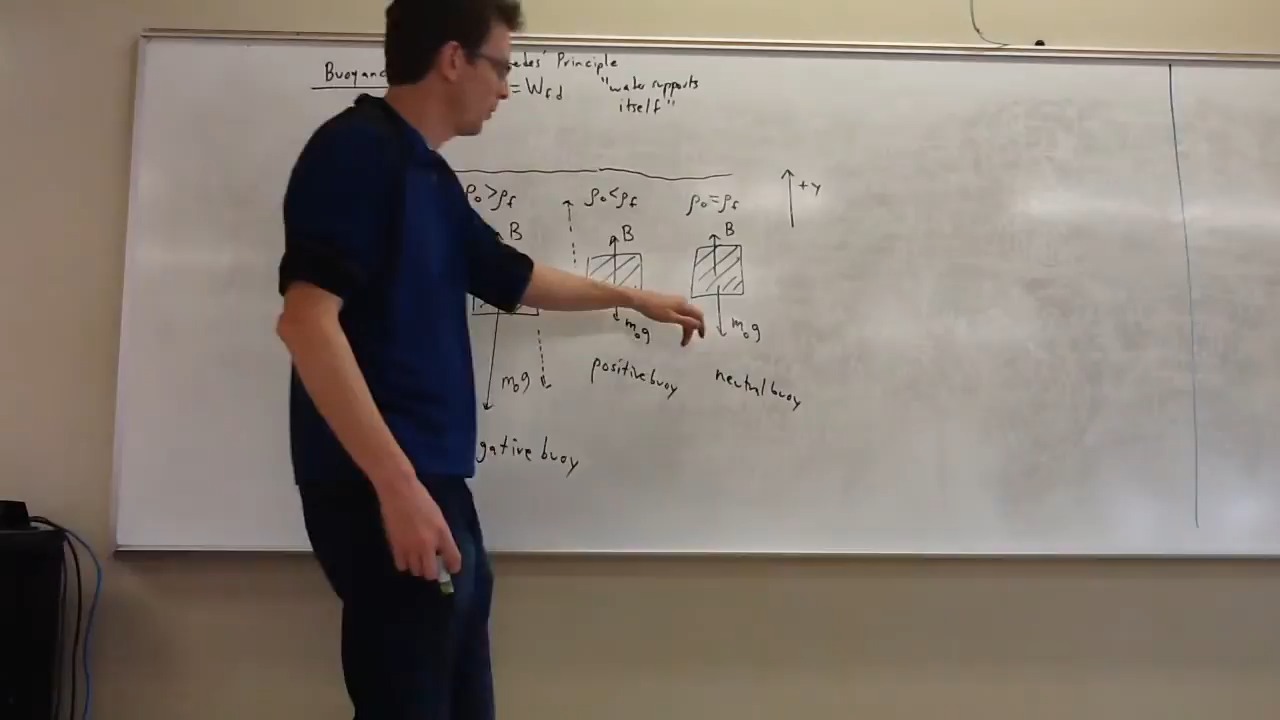 Buoyanc edes' Principle
= Wfd "water supports
itself"
ρo>ρf ρo<ρf ρo=ρf +y
B B B
mog mog mog
positive buoy neutral buoy
gative buoy